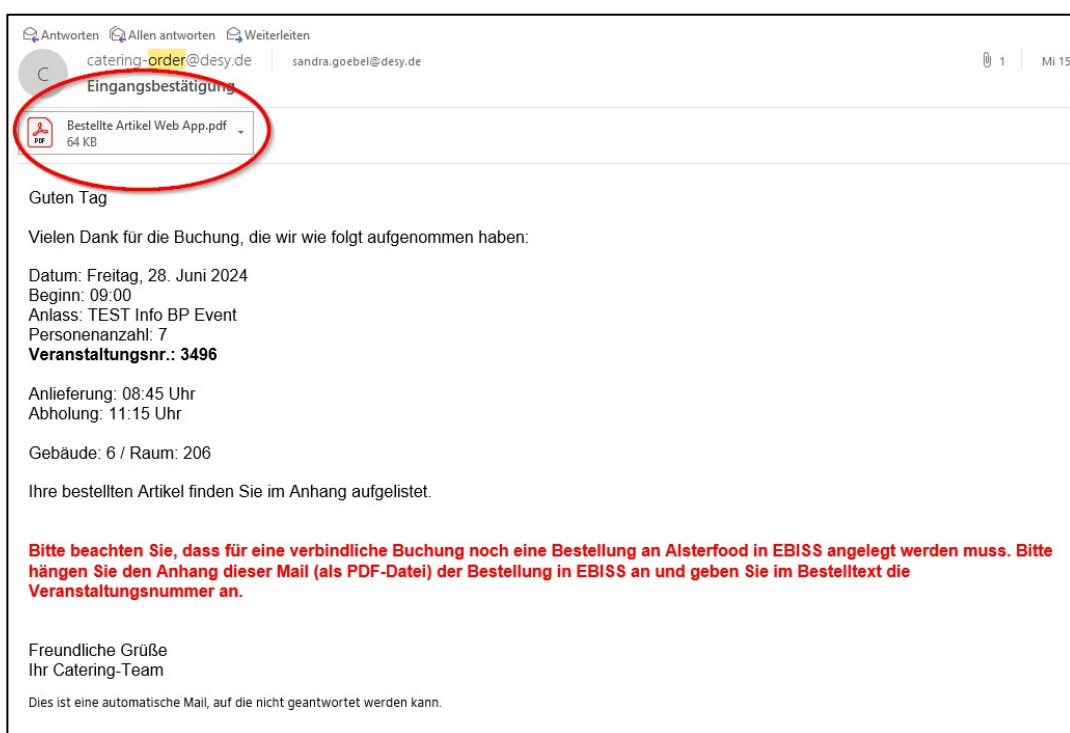 Antworten Allen antworten Weiterleiten
C
catering-order@desy.de sandra.goebel@desy.de 1 Mi 15
Eingangsbestätigung
PDF
Bestellte Artikel Web App.pdf
64 KB
Guten Tag
Vielen Dank für die Buchung, die wir wie folgt aufgenommen haben:
Datum: Freitag, 28. Juni 2024
Beginn: 09:00
Anlass: TEST Info BP Event
Personenanzahl: 7
Veranstaltungsnr.: 3496
Anlieferung: 08:45 Uhr
Abholung: 11:15 Uhr
Gebäude: 6 / Raum: 206
Ihre bestellten Artikel finden Sie im Anhang aufgelistet.
Bitte beachten Sie, dass für eine verbindliche Buchung noch eine Bestellung an Alsterfood in EBISS angelegt werden muss. Bitte
hängen Sie den Anhang dieser Mail (als PDF-Datei) der Bestellung in EBISS an und geben Sie im Bestelltext die
Veranstaltungsnummer an.
Freundliche Grüße
Ihr Catering-Team
Dies ist eine automatische Mail, auf die nicht geantwortet werden kann.